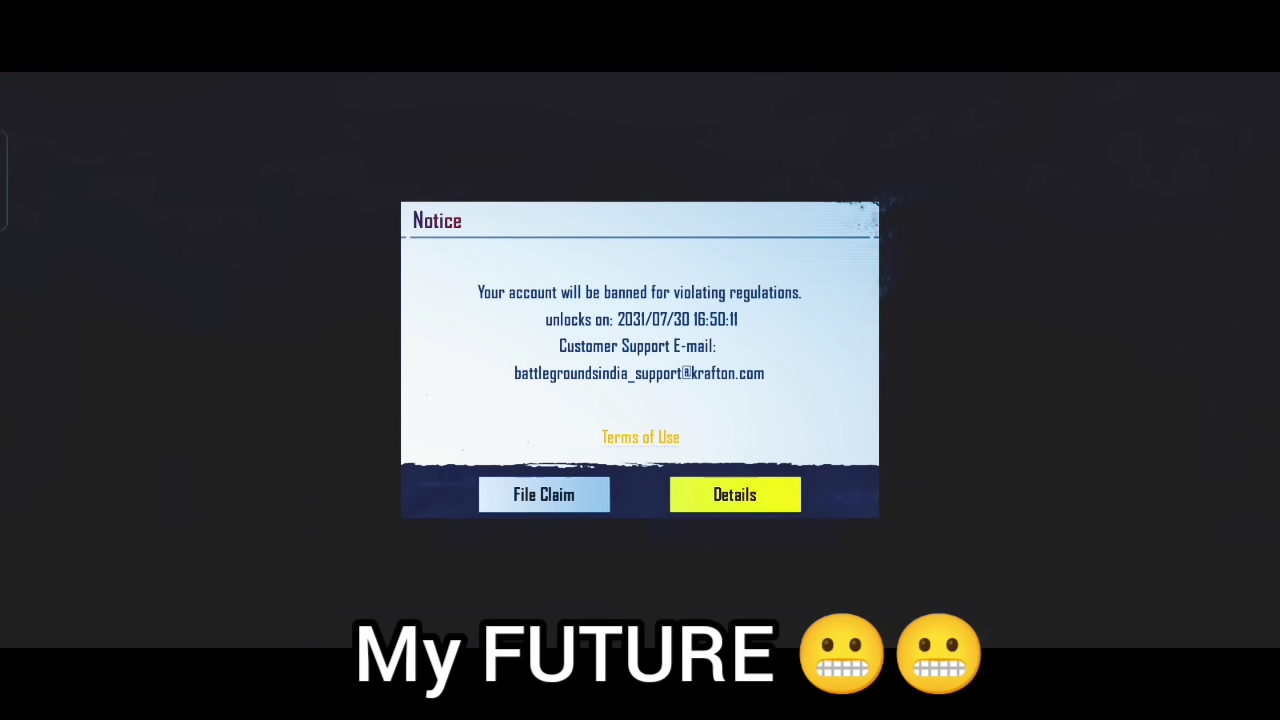 Notice
Your account will be banned for violating regulations.
unlocks on: 2031/07/30 16:50:11
Customer Support E-mail:
battlegroundsindia_support@krafton.com
Terms of Use
File Claim
Details
My FUTURE 😬😬